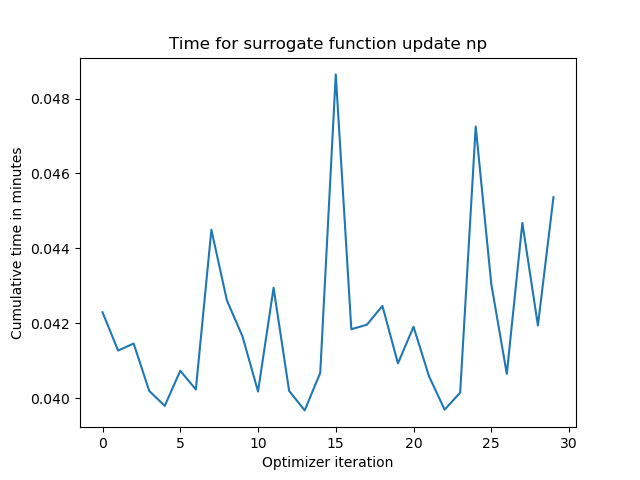 Time for surrogate function update np
Cumulative time in minutes
0.048
0.046
0.044
0.042
0.040
0 5 10 15 20 25 30
Optimizer iteration